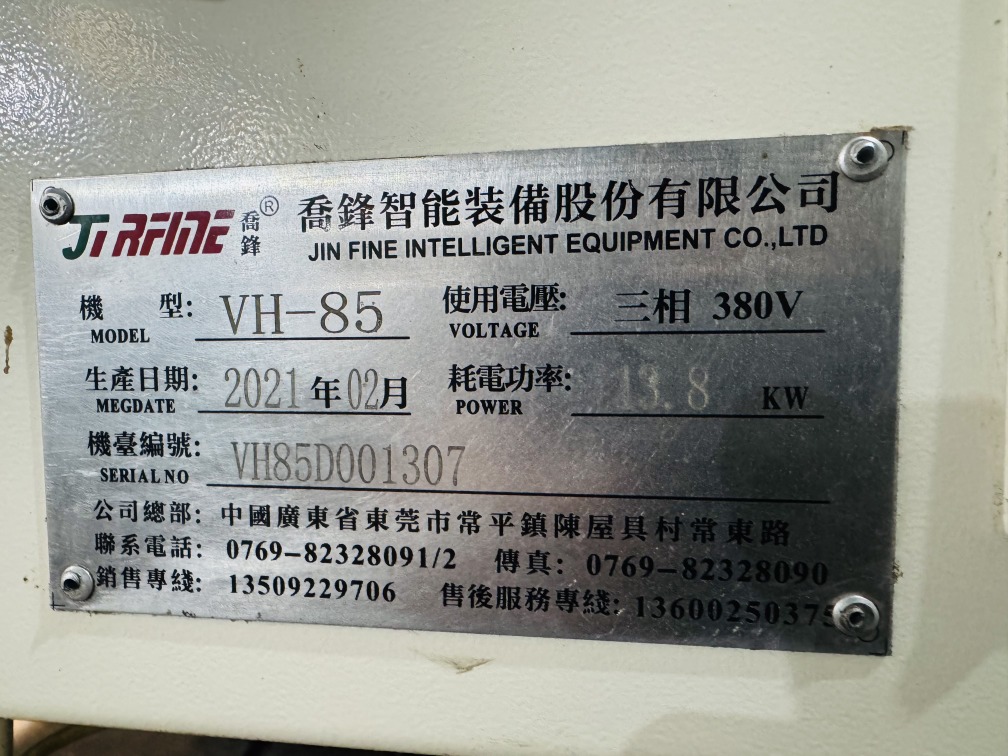 JIRFINE® 喬鋒 喬鋒智能装備股份有限公司
JIN FINE INTELLIGENT EQUIPMENT CO.,LTD
機 型: VH-85 使用電壓: 三相 380V
MODEL VOLTAGE
生產日期: 2021年02月 耗電功率: 13.8 KW
MEGDATE POWER
機臺編號: VH85D001307
SERIAL NO
公司總部: 中國廣東省東莞市常平鎮陳屋具村常東路
聯系電話: 0769-82328091/2 傳真: 0769-82328090
銷售專綫: 13509229706 售後服務專綫: 13600250375